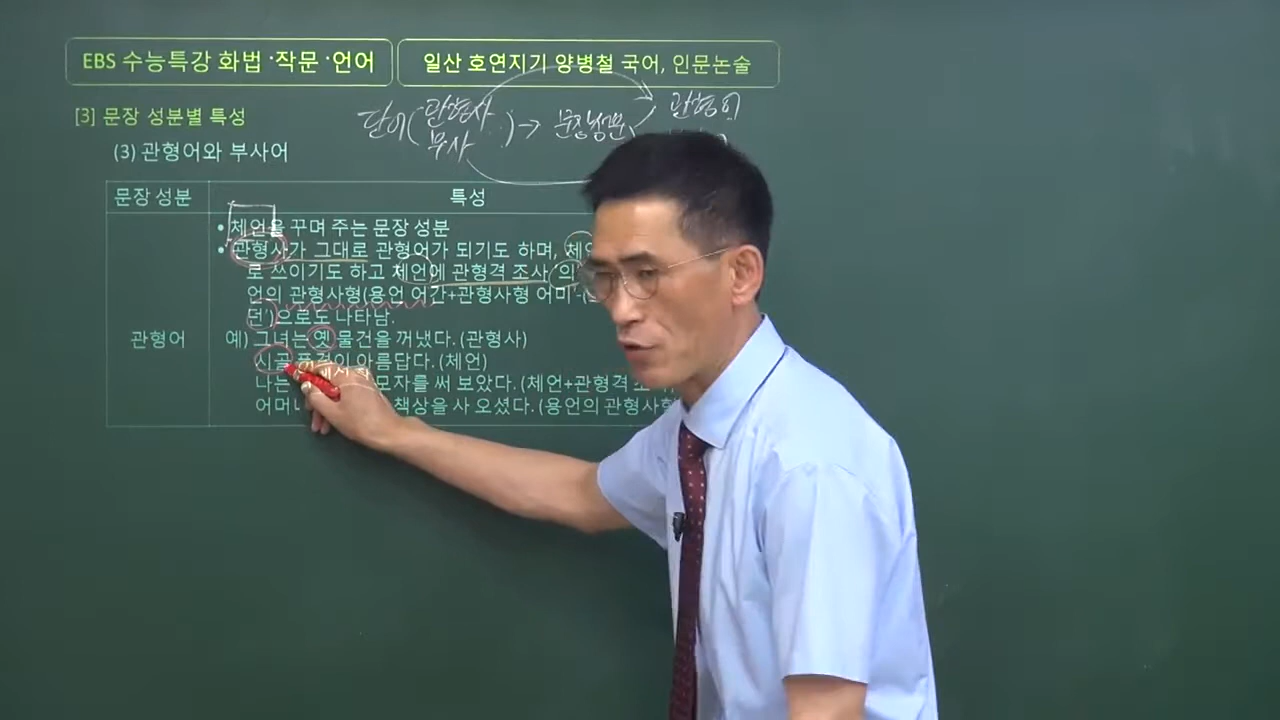 EBS 수능특강 화법·작문·언어
일산 호연지기 양병철 국어, 인문논술
[3] 문장 성분별 특성
단어( 관형사 부사 ) → 문장성분 관형어
(3) 관형어와 부사어
문장 성분 특성
• 체언을 꾸며 주는 문장 성분
• 관형사가 그대로 관형어가 되기도 하며,
로 쓰이기도 하고 체언에 관형격 조사 '의'
언의 관형사형(용언 어간+관형사형 어미
던')으로도 나타남.
관형어
예) 그녀는 옛 물건을 꺼냈다. (관형사)
시골 풍경이 아름답다. (체언)
나는 모자를 써 보았다. (체언+관형격
책상을 사 오셨다. (용언의 관형사형